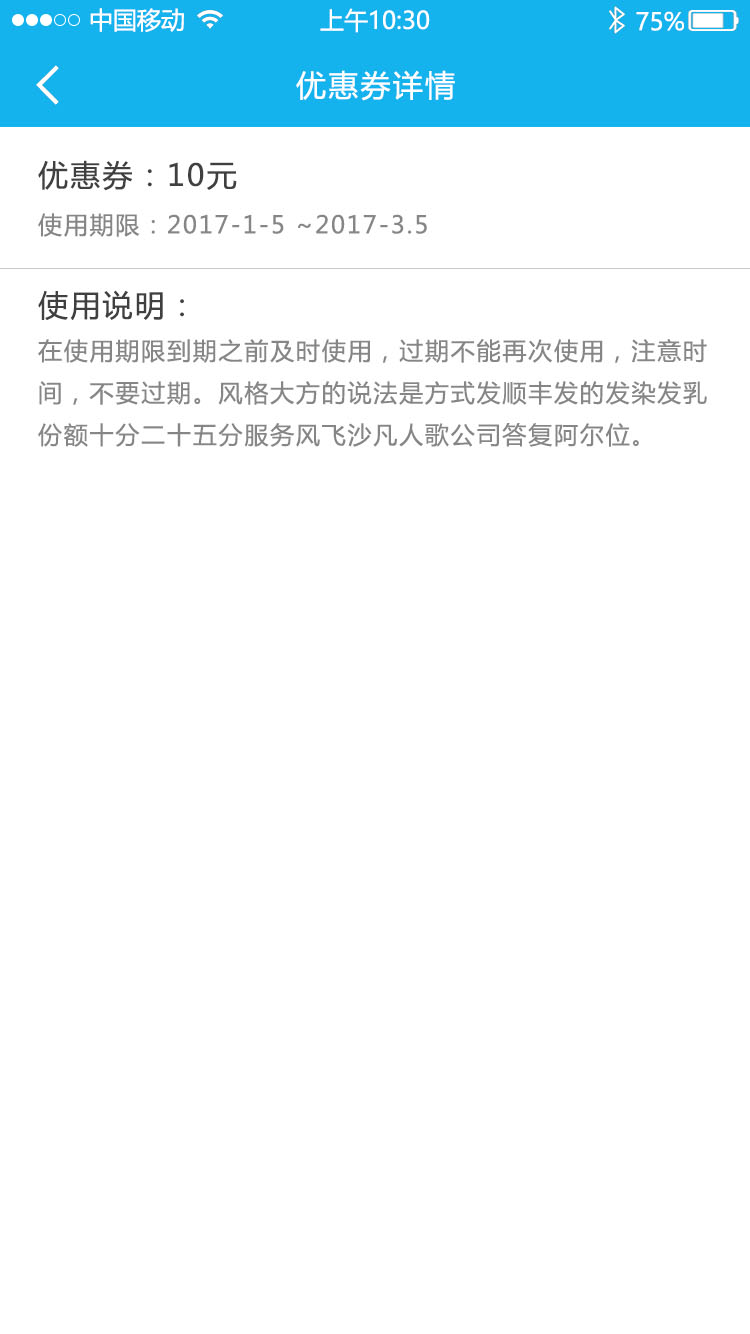 中国移动 上午10:30 75%
优惠券详情
优惠券：10元
使用期限：2017-1-5 ~2017-3.5
使用说明：
在使用期限到期之前及时使用，过期不能再次使用，注意时
间，不要过期。风格大方的说法是方式发顺丰发的发染发乳
份额十分二十五分服务风飞沙凡人歌公司答复阿尔位。